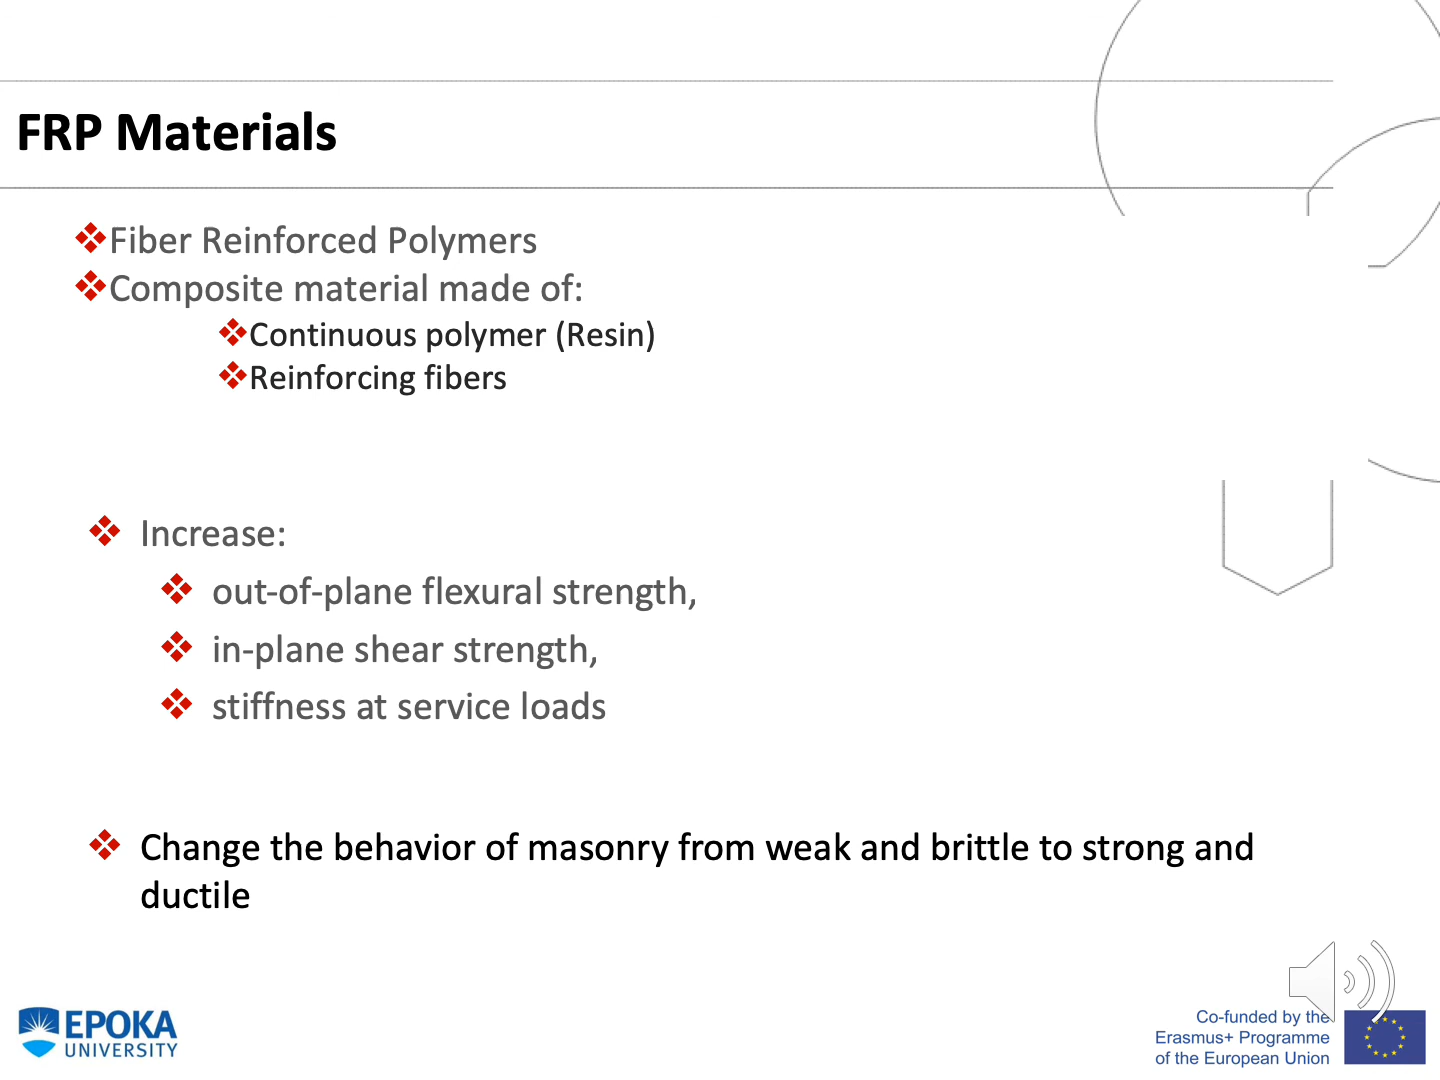 FRP Materials
❖Fiber Reinforced Polymers
❖Composite material made of:
❖Continuous polymer (Resin)
❖Reinforcing fibers
❖ Increase:
❖ out-of-plane flexural strength,
❖ in-plane shear strength,
❖ stiffness at service loads
❖ Change the behavior of masonry from weak and brittle to strong and
ductile
EPOKA
UNIVERSITY
Co-funded by the
Erasmus+ Programme
of the European Union